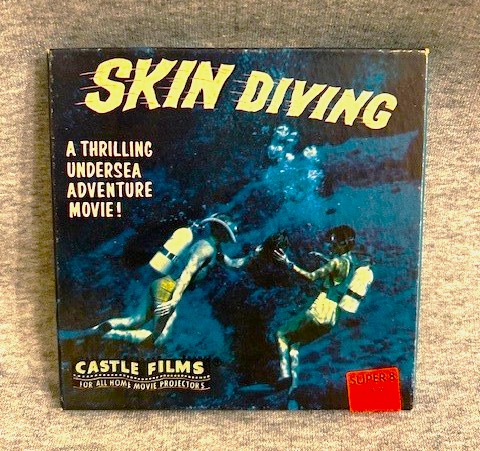 SKIN DIVING
A THRILLING
UNDERSEA
ADVENTURE
MOVIE!
CASTLE FILMS
FOR ALL HOME MOVIE PROJECTORS
SUPER 8